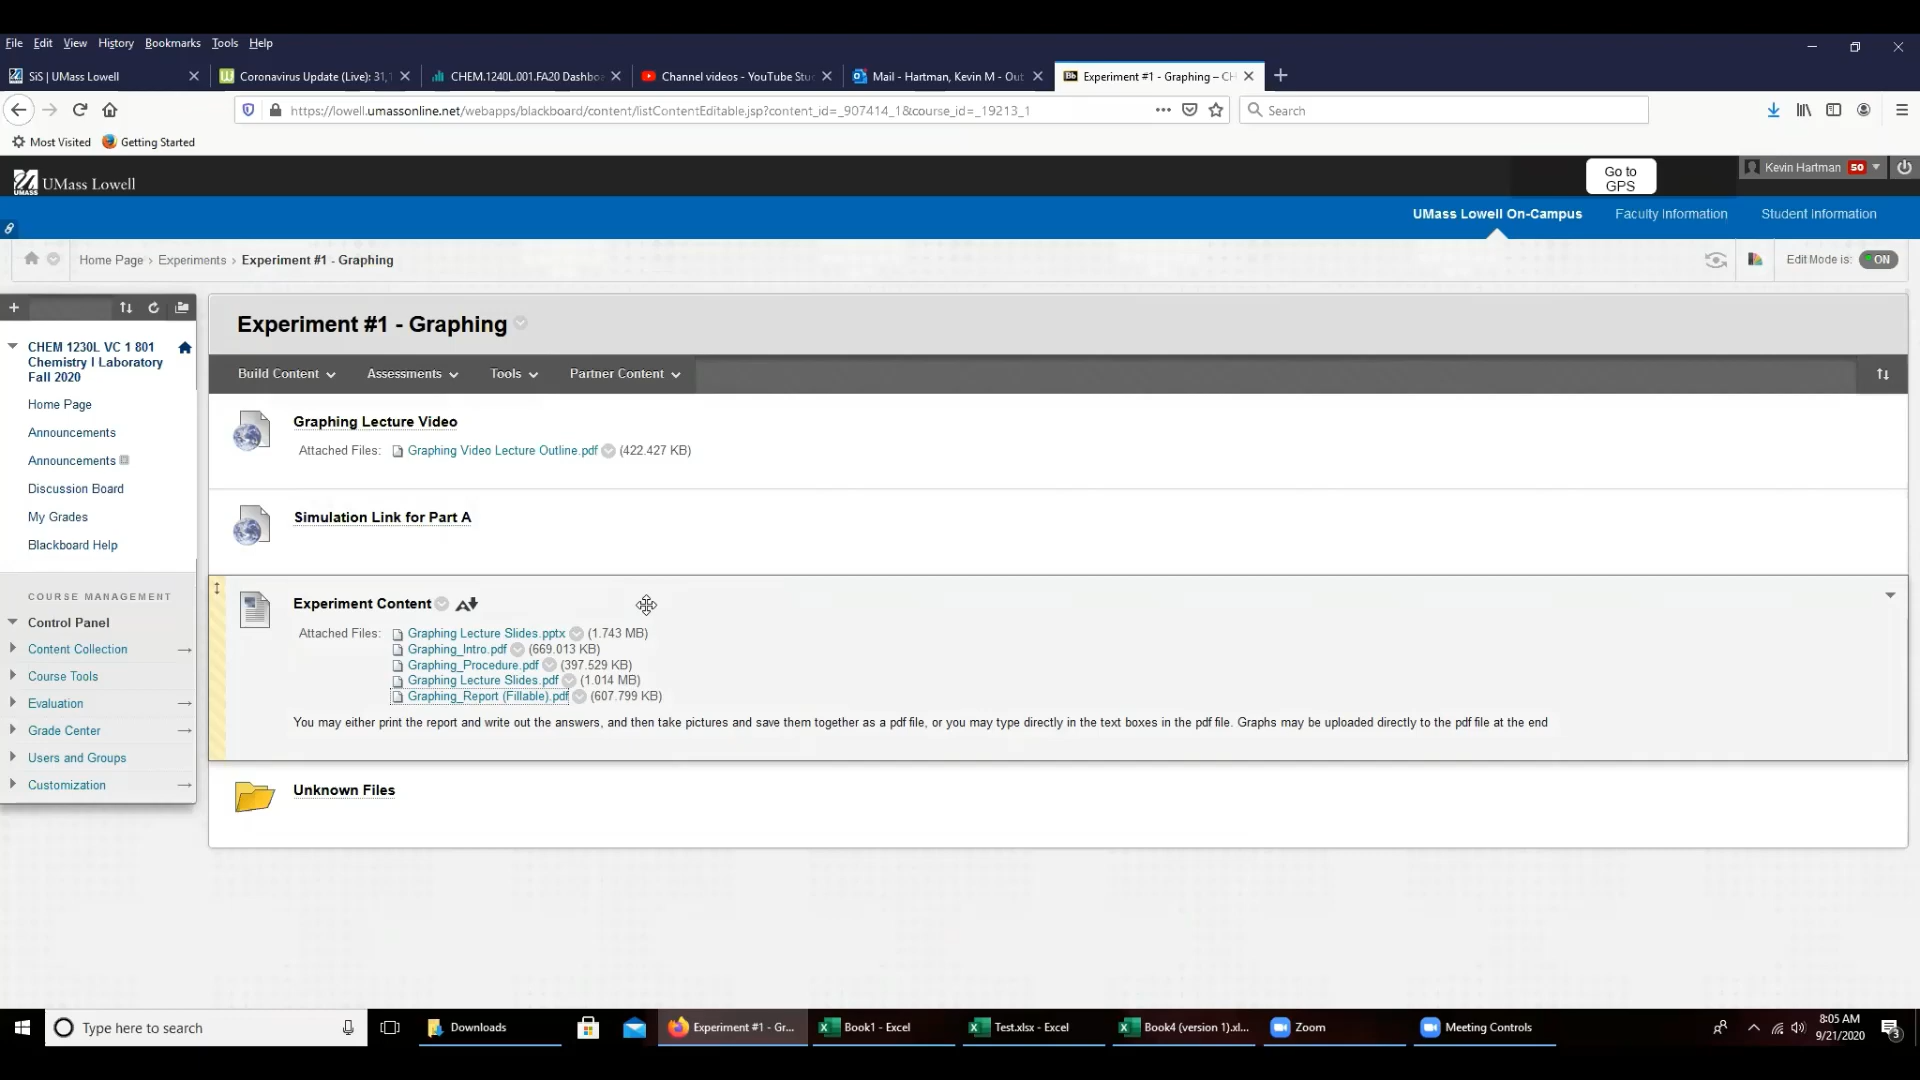 File Edit View History Bookmarks Tools Help
SiS | UMass Lowell
Coronavirus Update (Live): 31,1
CHEM.1240L.001.FA20 Dashbo
Channel videos - YouTube Stu
Mail - Hartman, Kevin M - Out
Experiment #1 - Graphing – CH
https://lowell.umassonline.net/webapps/blackboard/content/listContentEditable.jsp?content_id=_907414_1&course_id=_19213_1
Search
Most Visited Getting Started
UMass Lowell
Go to
GPS
Kevin Hartman 50
UMass Lowell On-Campus Faculty Information Student Information
Home Page › Experiments › Experiment #1 - Graphing
Edit Mode is: ON
CHEM 1230L VC 1 801
Chemistry I Laboratory
Fall 2020
Home Page
Announcements
Announcements
Discussion Board
My Grades
Blackboard Help
COURSE MANAGEMENT
Control Panel
Content Collection
Course Tools
Evaluation
Grade Center
Users and Groups
Customization
Experiment #1 - Graphing
Build Content Assessments Tools Partner Content
Graphing Lecture Video
Attached Files: Graphing Video Lecture Outline.pdf (422.427 KB)
Simulation Link for Part A
Experiment Content
Attached Files: Graphing Lecture Slides.pptx (1.743 MB)
Graphing_Intro.pdf (669.013 KB)
Graphing_Procedure.pdf (397.529 KB)
Graphing Lecture Slides.pdf (1.014 MB)
Graphing_Report (Fillable).pdf (607.799 KB)
You may either print the report and write out the answers, and then take pictures and save them together as a pdf file, or you may type directly in the text boxes in the pdf file. Graphs may be uploaded directly to the pdf file at the end
Unknown Files
Type here to search
Downloads
Experiment #1 - Gr...
Book1 - Excel
Test.xlsx - Excel
Book4 (version 1).xl...
Zoom
Meeting Controls
8:05 AM
9/21/2020
3